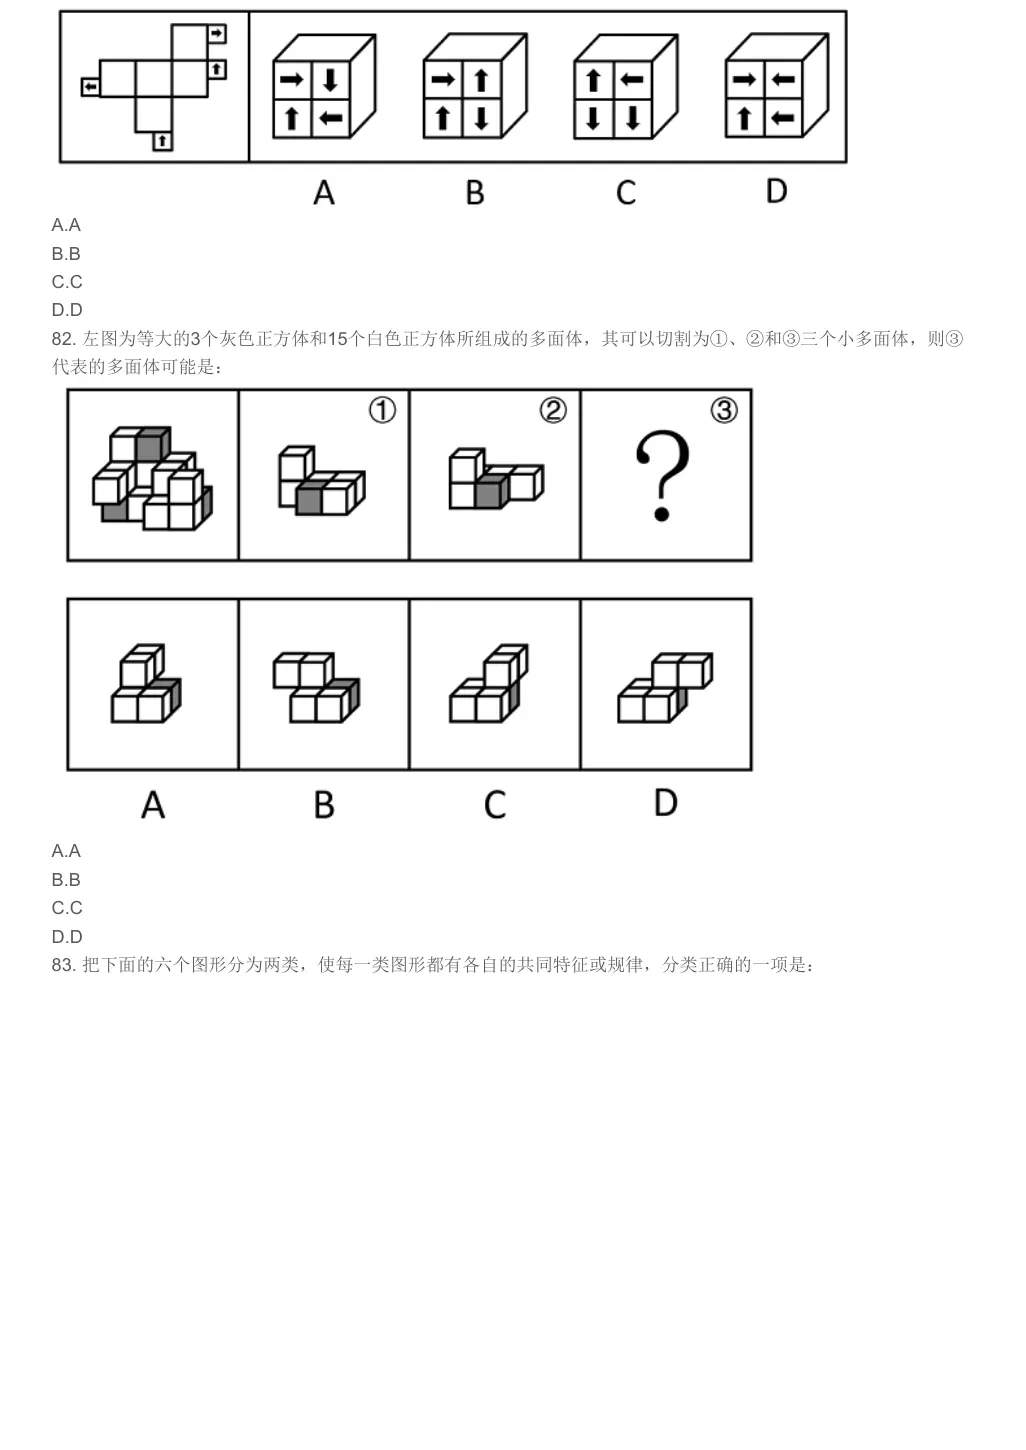 A B C D
A.A
B.B
C.C
D.D
82. 左图为等大的3个灰色正方体和15个白色正方体所组成的多面体，其可以切割为①、②和③三个小多面体，则③
代表的多面体可能是：
① ② ③
?
A B C D
A.A
B.B
C.C
D.D
83. 把下面的六个图形分为两类，使每一类图形都有各自的共同特征或规律，分类正确的一项是：